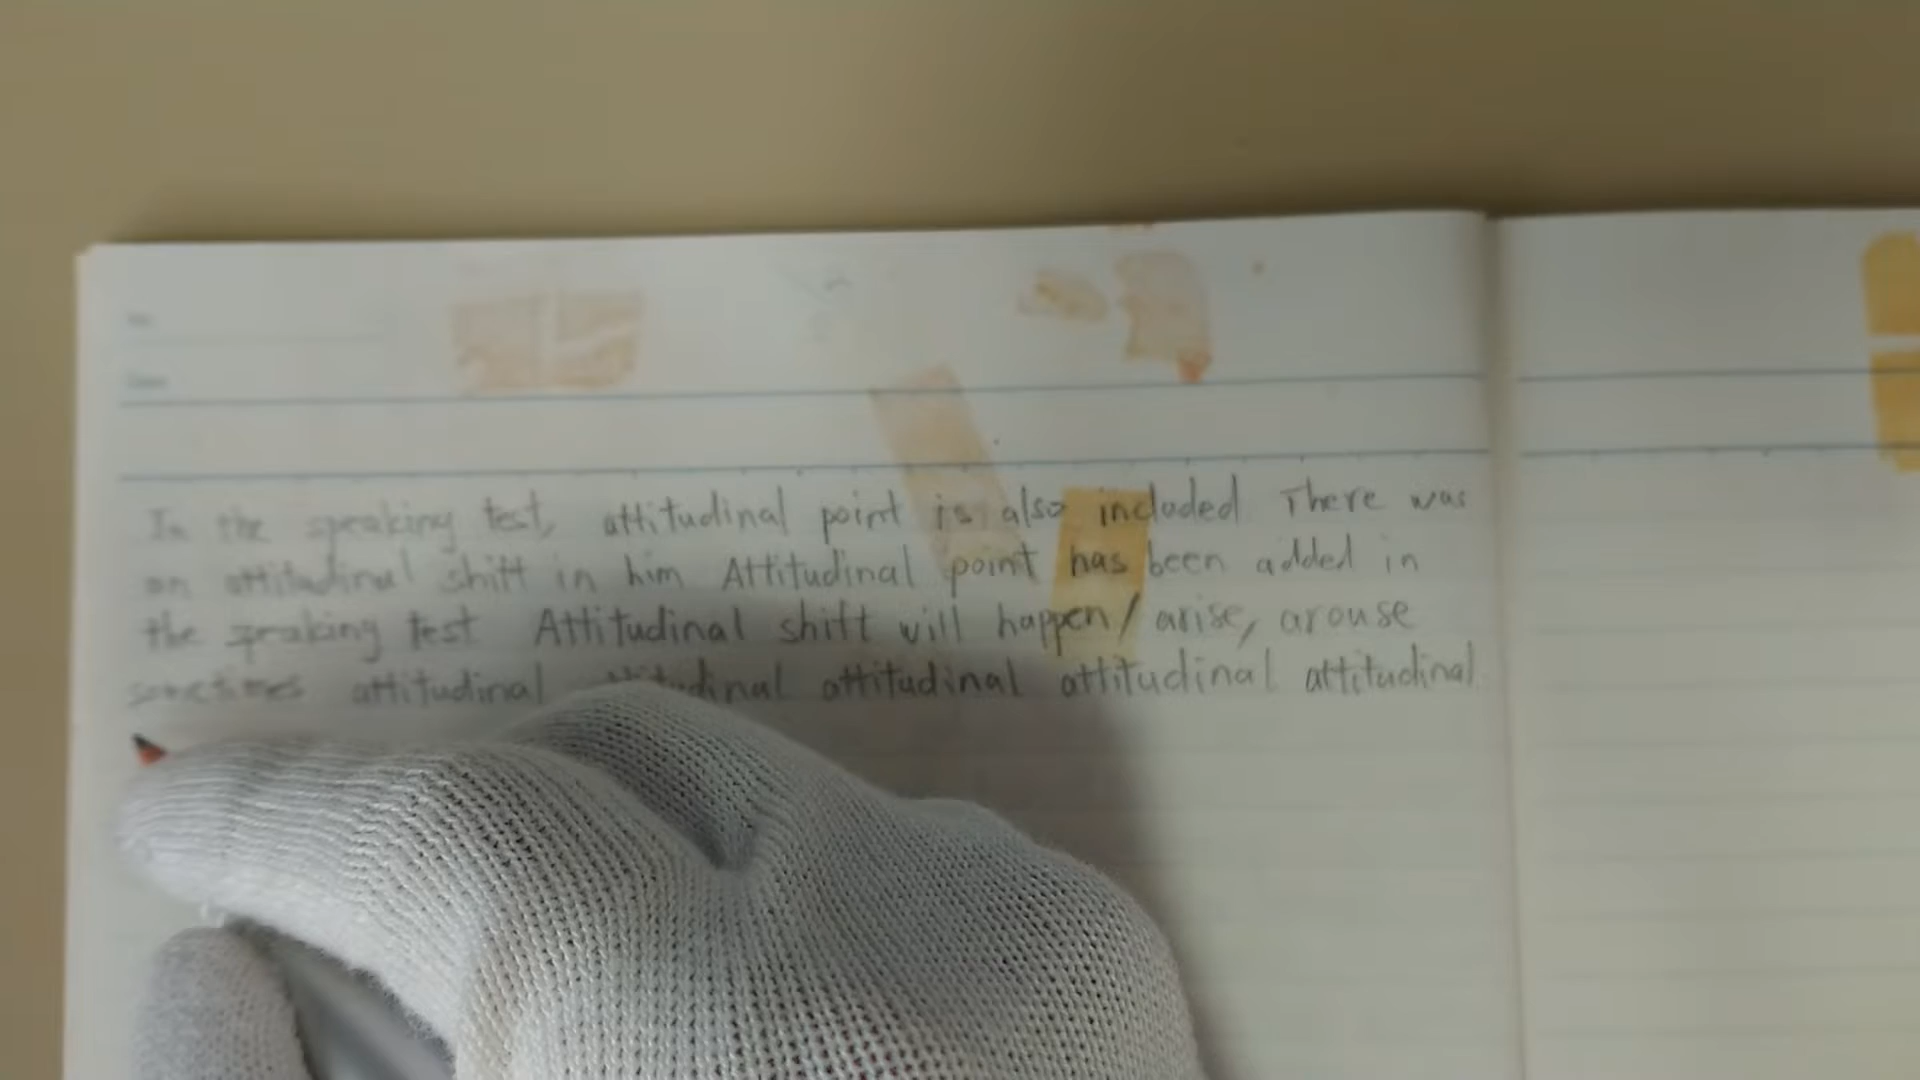 In the speaking test, attitudinal point is also included There was
an attitudinal shift in him Attitudinal point has been added in
the speaking test Attitudinal shift will happen/ arise, arouse
sometimes attitudinal attitudinal attitudinal attitudinal attitudinal